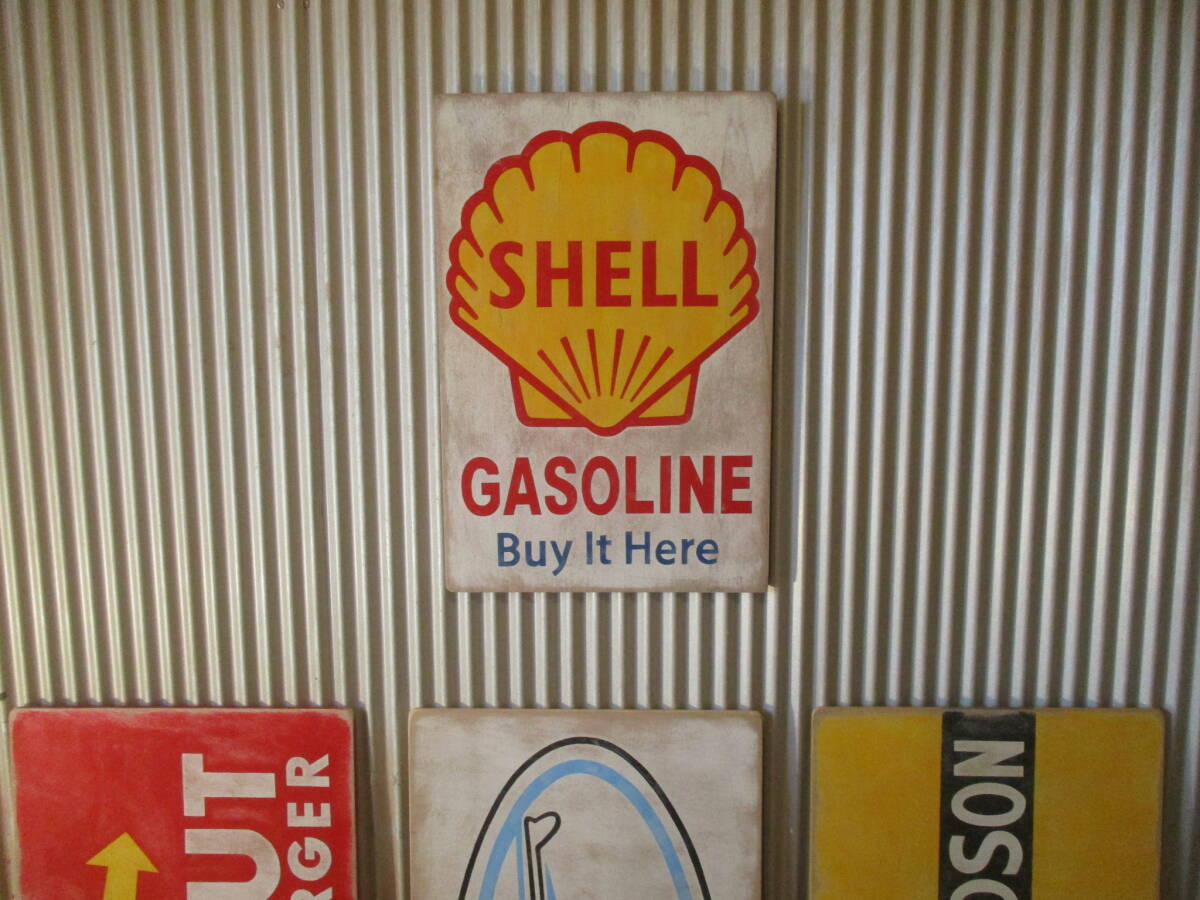 SHELL
GASOLINE
Buy It Here
UT
RGER
DSON